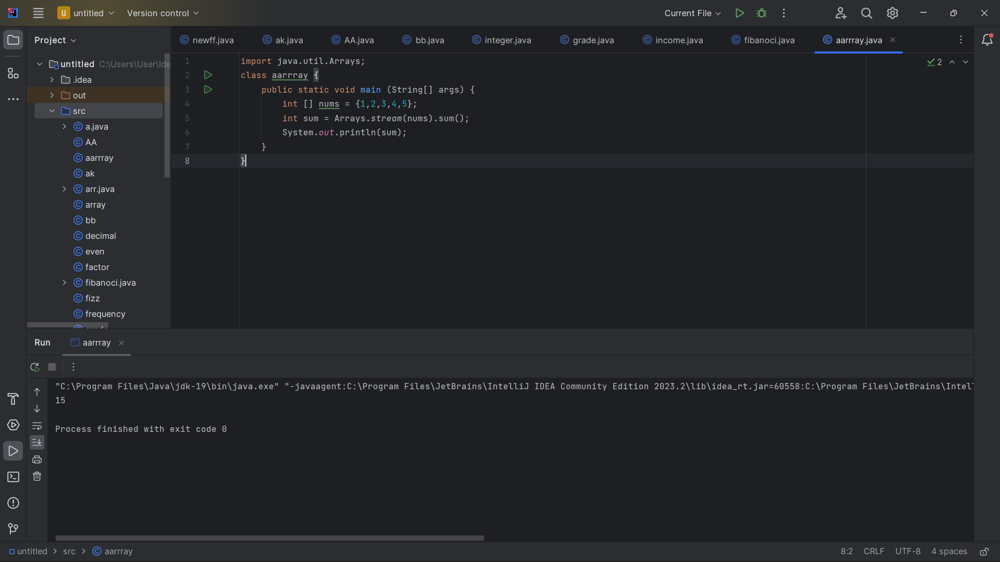 U untitled Version control Current File
Project
newff.java ak.java AA.java bb.java integer.java grade.java income.java fibanoci.java aarrray.java
untitled C:\Users\User\Ide
.idea
out
src
a.java
AA
aarrray
ak
arr.java
array
bb
decimal
even
factor
fibanoci.java
fizz
frequency
1 import java.util.Arrays;
2 class aarrray {
3 public static void main (String[] args) {
4 int [] nums = {1,2,3,4,5};
5 int sum = Arrays.stream(nums).sum();
6 System.out.println(sum);
7 }
8 }
2
Run aarrray
"C:\Program Files\Java\jdk-19\bin\java.exe" "-javaagent:C:\Program Files\JetBrains\IntelliJ IDEA Community Edition 2023.2\lib\idea_rt.jar=60558:C:\Program Files\JetBrains\Intel
15
Process finished with exit code 0
untitled > src > aarrray 8:2 CRLF UTF-8 4 spaces